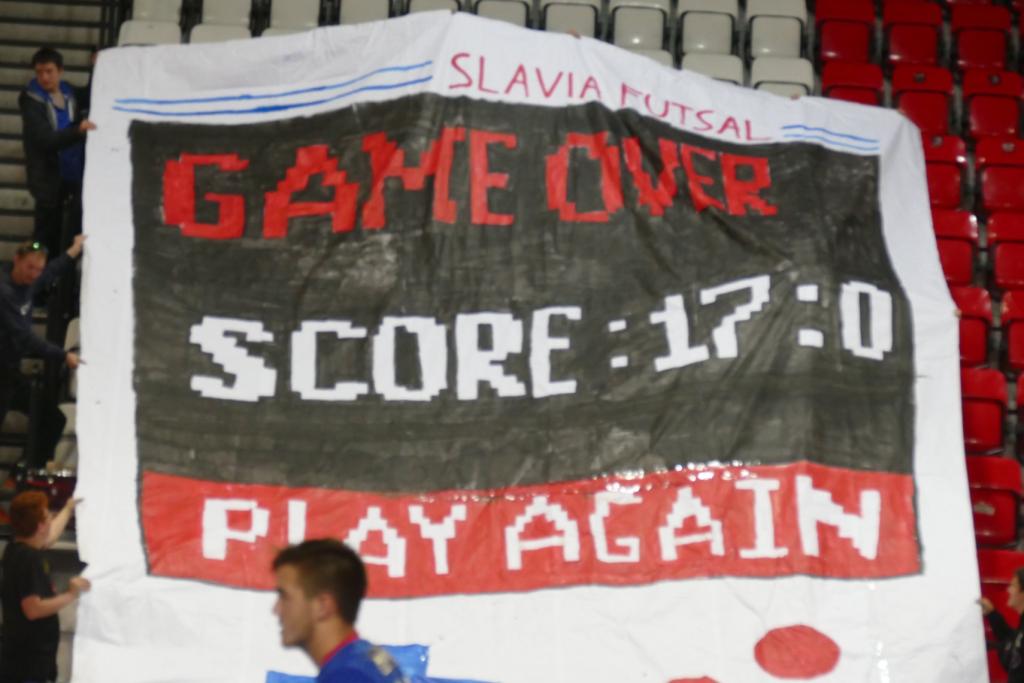 SLAVIA FUTSAL
GAME OVER
SCORE:17:0
PLAY AGAIN